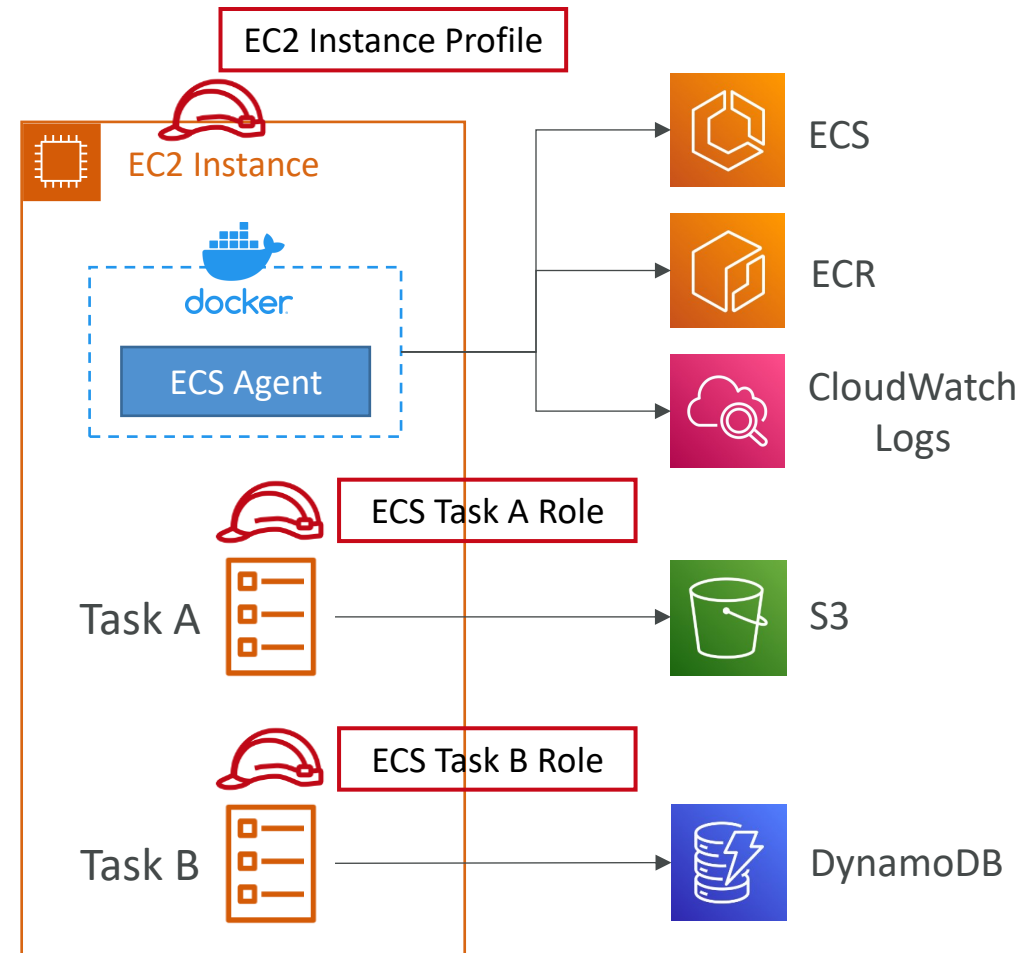 EC2 Instance Profile
EC2 Instance
ECS
docker
ECR
ECS Agent
CloudWatch
Logs
ECS Task A Role
Task A
S3
ECS Task B Role
Task B
DynamoDB